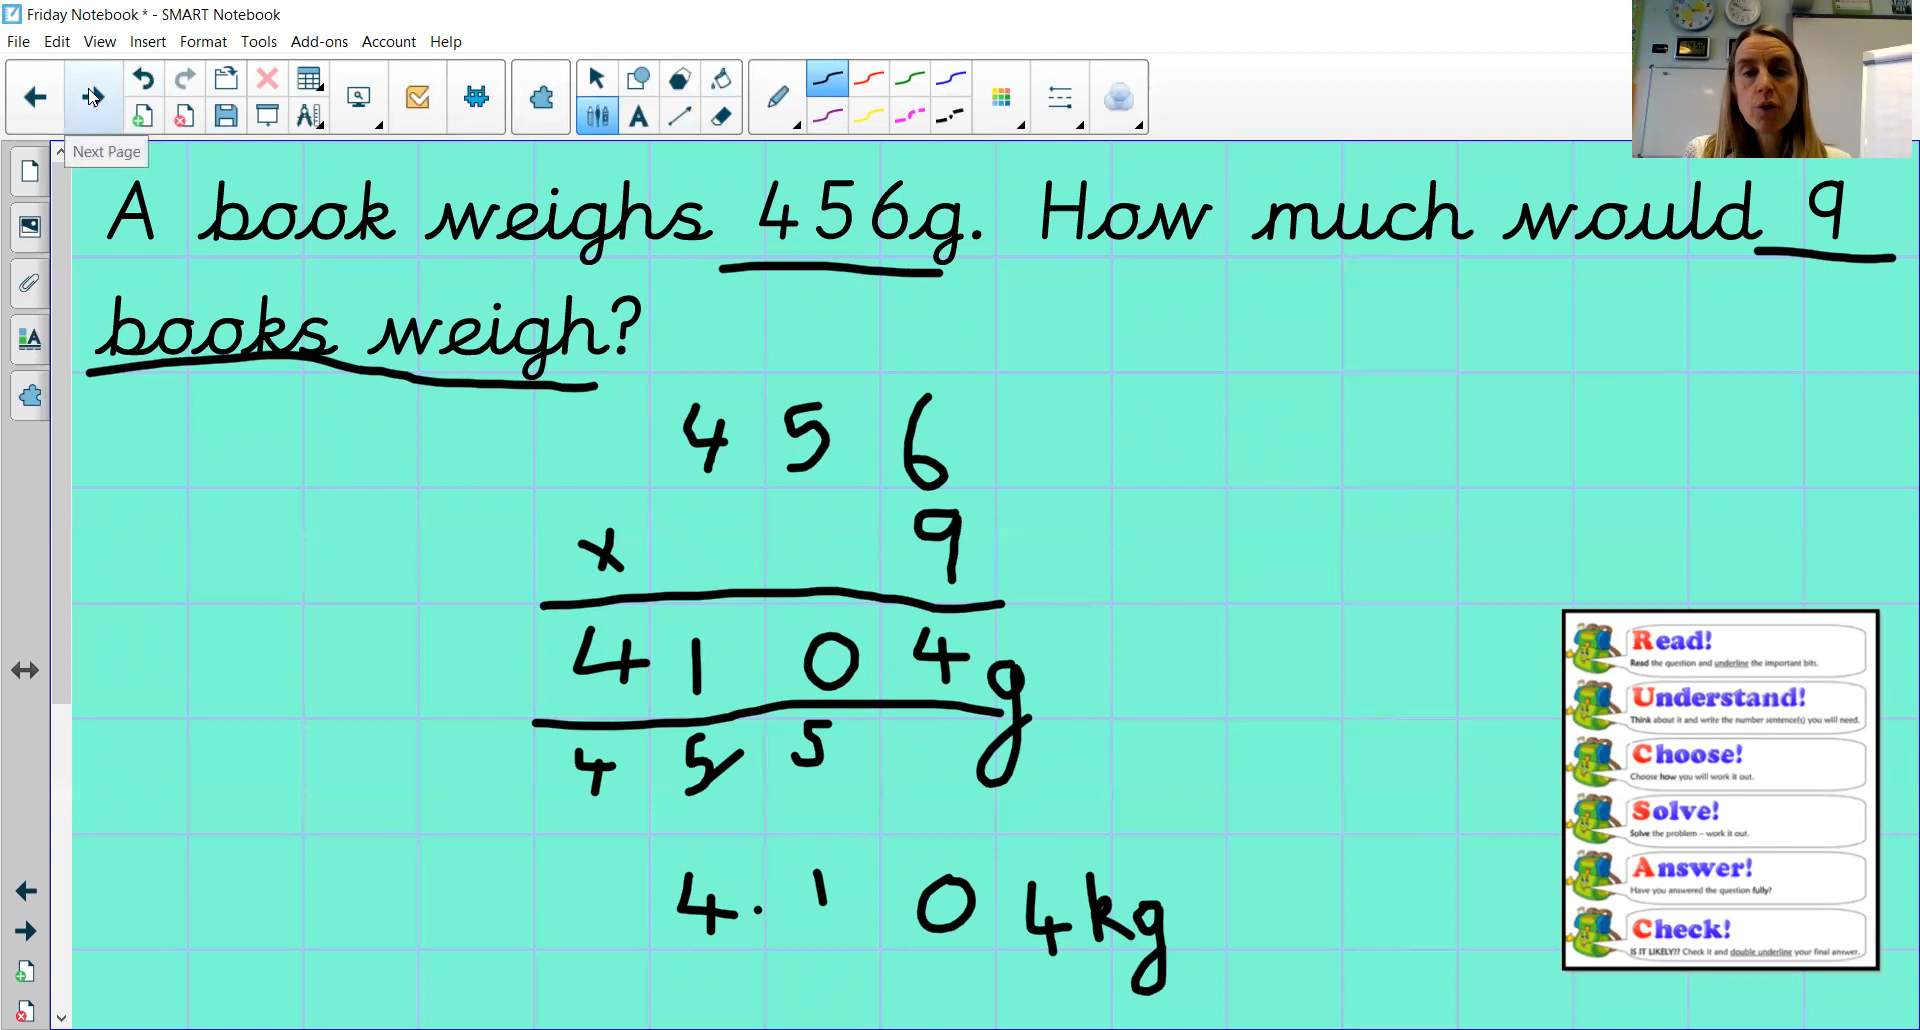 Friday Notebook * - SMART Notebook
File Edit View Insert Format Tools Add-ons Account Help
Next Page
A book weighs 456g. How much would 9
books weigh?
4 5 6
x 9
4 1 0 4g
4 5 5
4. 1 0 4kg
Read!
Read the question and underline the important bits.
Understand!
Think about it and write the number sentence(s) you will need.
Choose!
Choose how you will work it out.
Solve!
Solve the problem – work it out.
Answer!
Have you answered the question fully?
Check!
IS IT LIKELY?? Check it and double underline your final answer.